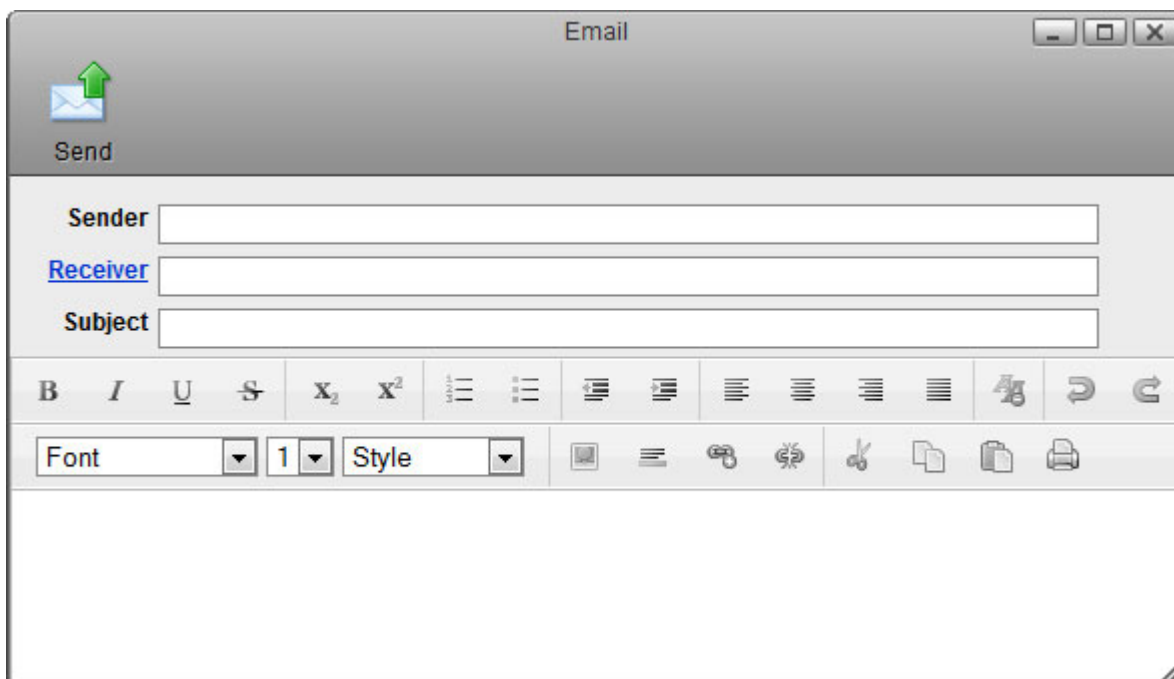 Email
Send
Sender
Receiver
Subject
B I U S X₂ X²
Font 1 Style